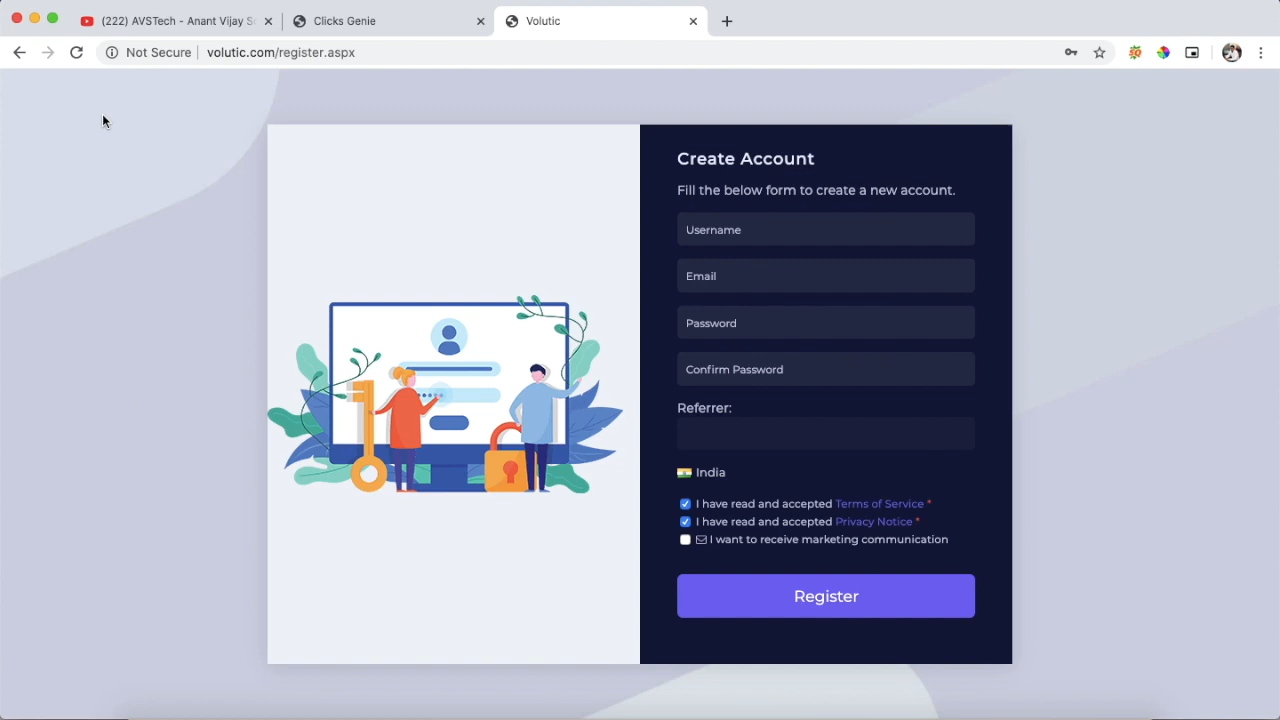 (222) AVSTech - Anant Vijay S
Clicks Genie
Volutic
Not Secure
volutic.com/register.aspx
Create Account
Fill the below form to create a new account.
Username
Email
Password
Confirm Password
Referrer:
India
I have read and accepted Terms of Service *
I have read and accepted Privacy Notice *
I want to receive marketing communication
Register